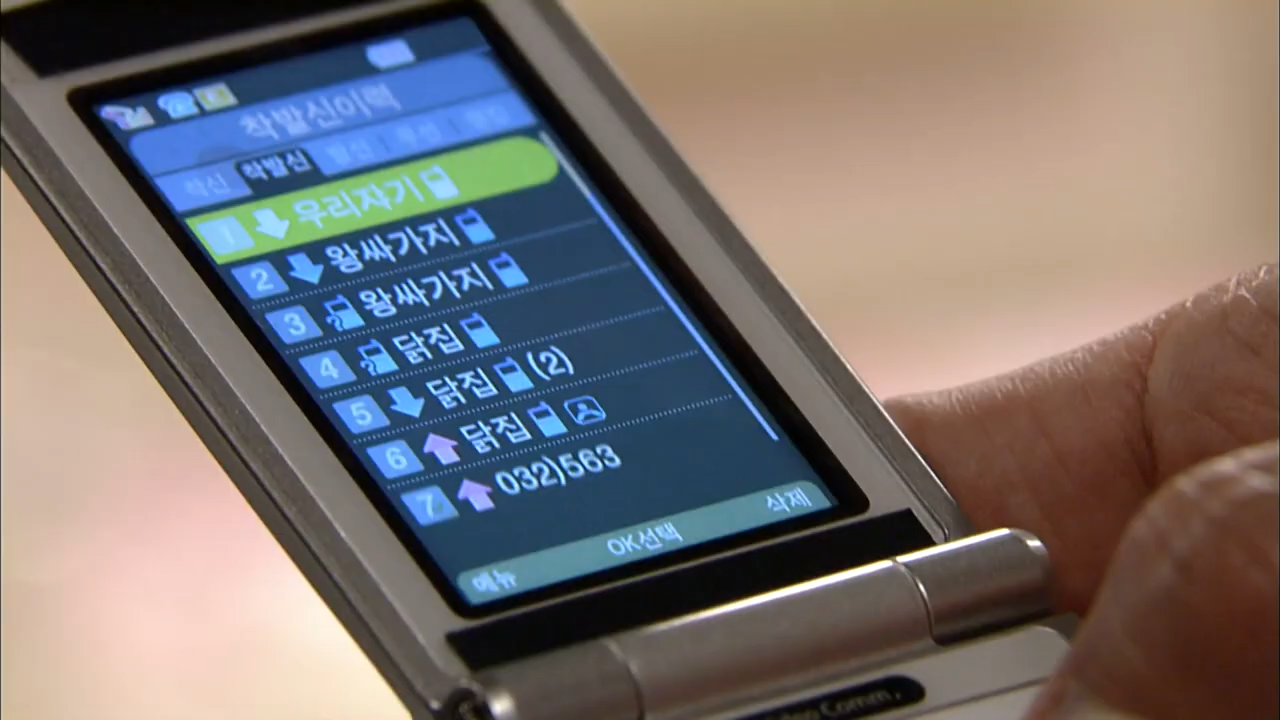 착발신이력
착신 착발신 발신
1 우리자기
2 왕싸가지
3 왕싸가지
4 닭집
5 닭집 (2)
6 닭집
7 032)563
메뉴 OK선택 삭제
Comm.